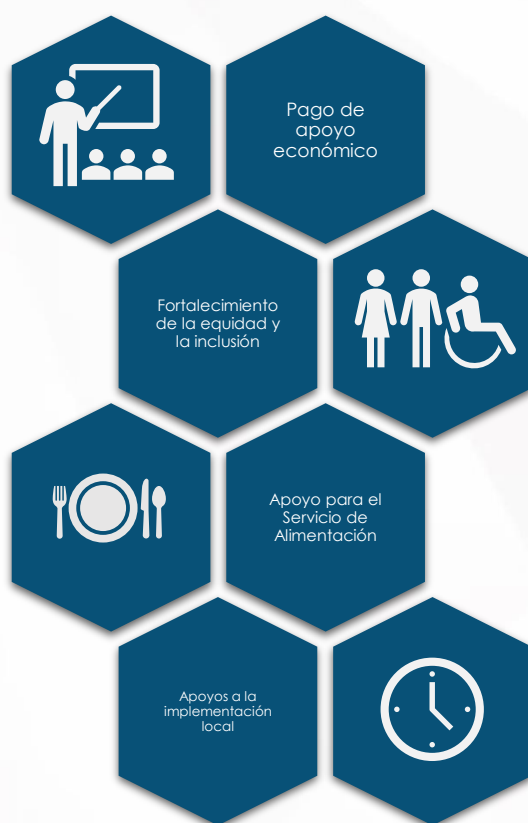 Pago de
apoyo
económico
Fortalecimiento
de la equidad y
la inclusión
Apoyo para el
Servicio de
Alimentación
Apoyos a la
implementación
local